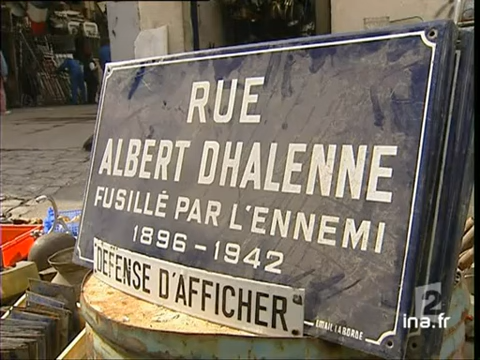 RUE
ALBERT DHALENNE
FUSILLÉ PAR L'ENNEMI
1896 - 1942
DÉFENSE D'AFFICHER
EMAIL LABORDE
2
ina.fr